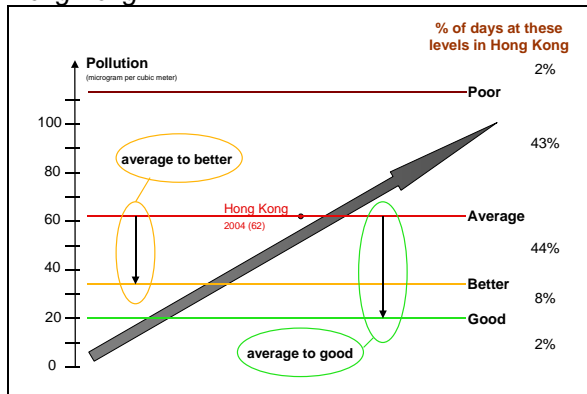 % of days at these
levels in Hong Kong
Pollution
(microgram per cubic meter)
2%
Poor
100
43%
average to better
80
Hong Kong
2004 (62)
60
Average
44%
40
Better
8%
20
Good
average to good
2%
0